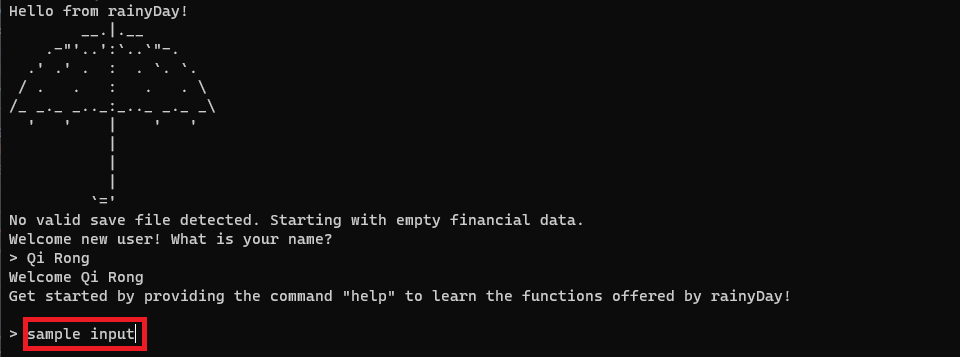 Hello from rainyDay!
         __.|.__
    .-"'..':`..`"-.
  .' .' .  :  . `. `.
 / .   .   :   .   . \
/_ _._ _.._:_.._ _._ _\
  '   '    |    '   '
           |
           |
           |
         `='
No valid save file detected. Starting with empty financial data.
Welcome new user! What is your name?
> Qi Rong
Welcome Qi Rong
Get started by providing the command "help" to learn the functions offered by rainyDay!
> sample input